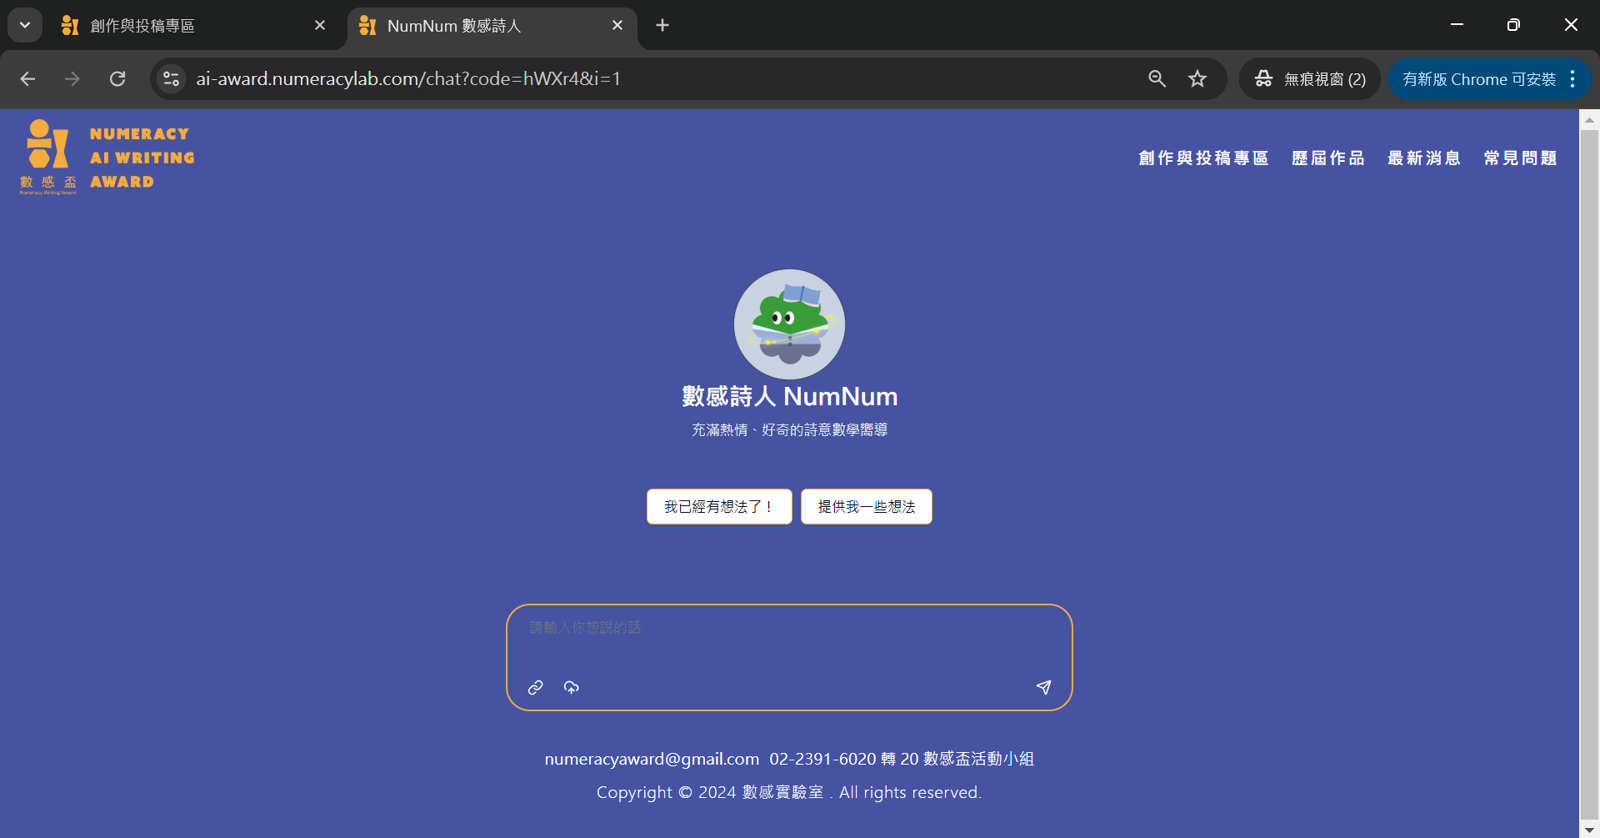 創作與投稿專區
NumNum 數感詩人
ai-award.numeracylab.com/chat?code=hWXr4&i=1
無痕視窗 (2)
有新版 Chrome 可安裝
NUMERACY
AI WRITING
AWARD
數感盃
Numeracy Writing Award
創作與投稿專區 歷屆作品 最新消息 常見問題
數感詩人 NumNum
充滿熱情、好奇的詩意數學嚮導
我已經有想法了！ 提供我一些想法
請輸入你想說的話
numeracyaward@gmail.com 02-2391-6020 轉 20 數感盃活動小組
Copyright © 2024 數感實驗室 . All rights reserved.